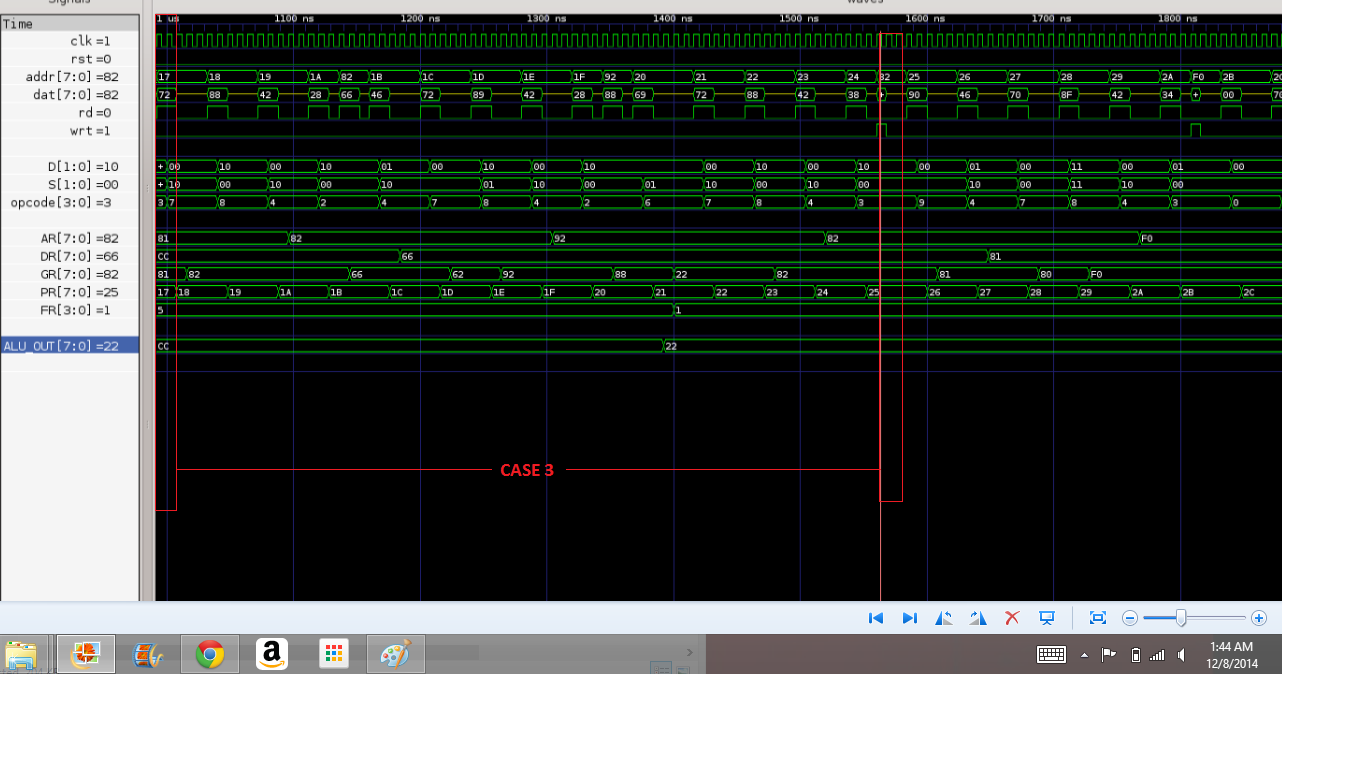 Signals waves
Time 1 us 1100 ns 1200 ns 1300 ns 1400 ns 1500 ns 1600 ns 1700 ns 1800 ns
clk =1
rst =0
addr[7:0] =82 17 18 19 1A 82 1B 1C 1D 1E 1F 92 20 21 22 23 24 82 25 26 27 28 29 2A F0 2B
dat[7:0] =82 72 88 42 28 66 46 72 89 42 28 88 69 72 88 42 38 + 90 46 70 8F 42 34 + 00 70
rd =0
wrt =1
D[1:0] =10 + 00 10 00 10 01 00 10 00 10 00 10 00 10 00 01 00 11 00 01 00
S[1:0] =00 + 10 00 10 00 10 01 10 00 01 10 00 10 00 10 00 11 10 00
opcode[3:0] =3 3 7 8 4 2 4 7 8 4 2 6 7 8 4 3 9 4 7 8 4 3 0
AR[7:0] =82 81 82 92 82 F0
DR[7:0] =66 CC 66 81
GR[7:0] =82 81 82 66 62 92 88 22 82 81 80 F0
PR[7:0] =25 17 18 19 1A 1B 1C 1D 1E 1F 20 21 22 23 24 25 26 27 28 29 2A 2B 2C
FR[3:0] =1 5 1
ALU_OUT[7:0] =22 CC 22
CASE 3
a
1:44 AM
12/8/2014